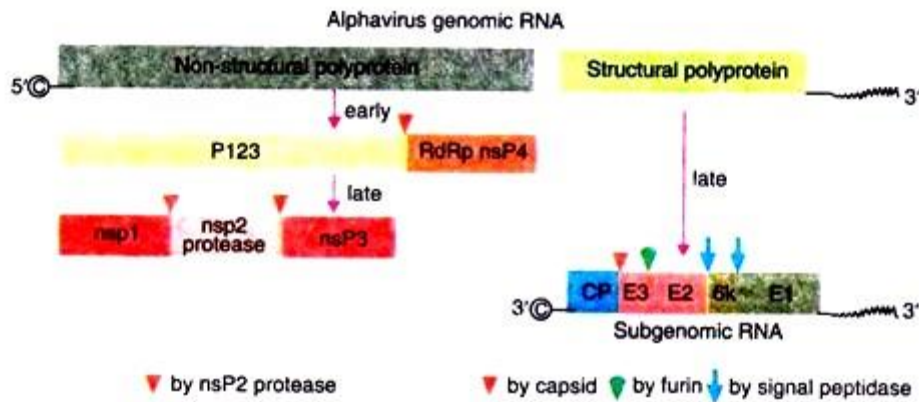 Alphavirus genomic RNA
Non-structural polyprotein
Structural polyprotein
5'©
3'
early
P123
RdRp nsP4
late
late
nsp1
nsp2
protease
nsP3
CP E3 E2 6k E1
3'©
3'
Subgenomic RNA
by nsP2 protease
by capsid
by furin
by signal peptidase